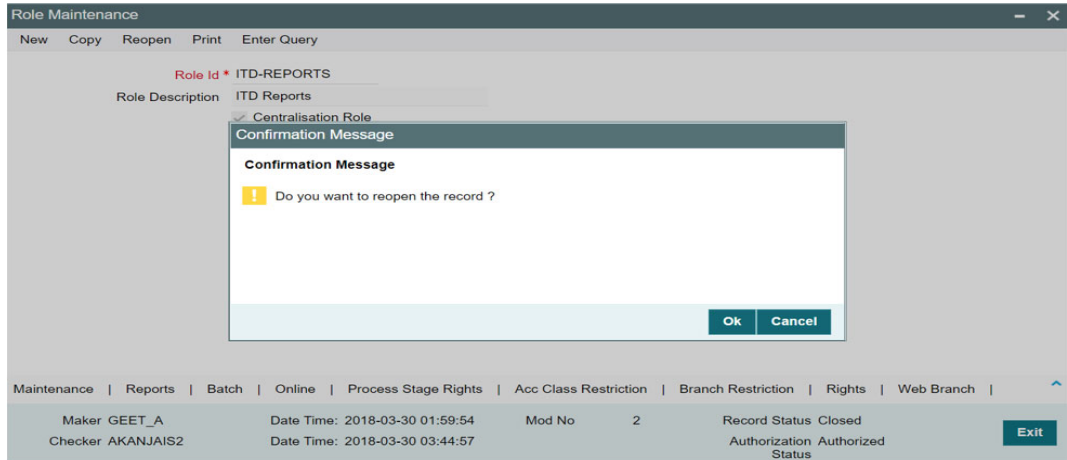 Role Maintenance
New Copy Reopen Print Enter Query
Role Id * ITD-REPORTS
Role Description ITD Reports
Centralisation Role
Confirmation Message
Confirmation Message
! Do you want to reopen the record ?
Ok Cancel
Maintenance | Reports | Batch | Online | Process Stage Rights | Acc Class Restriction | Branch Restriction | Rights | Web Branch |
Maker GEET_A Date Time: 2018-03-30 01:59:54 Mod No 2 Record Status Closed
Checker AKANJAIS2 Date Time: 2018-03-30 03:44:57 Authorization Authorized
Status
Exit